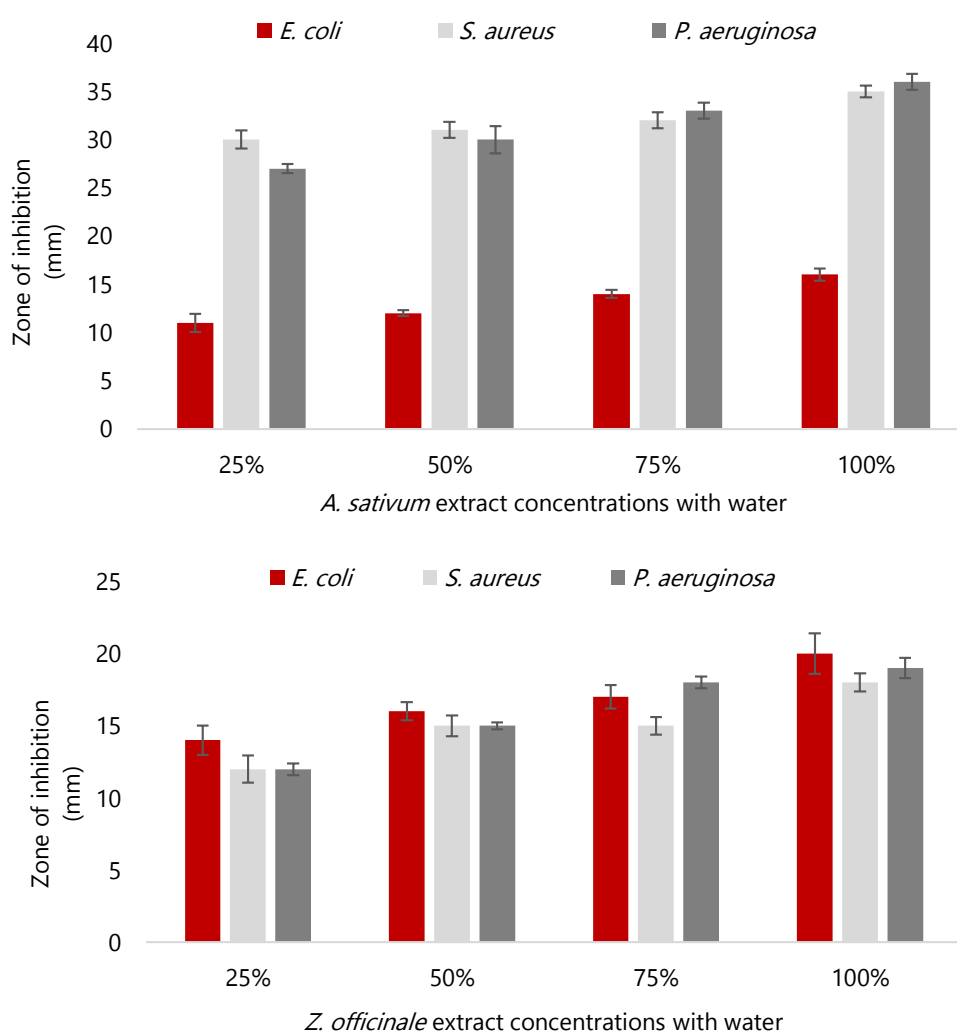 E. coli S. aureus P. aeruginosa
40
35
30
25
20
15
10
5
0
Zone of inhibition
(mm)
25% 50% 75% 100%
A. sativum extract concentrations with water
E. coli S. aureus P. aeruginosa
25
20
15
10
5
0
Zone of inhibition
(mm)
25% 50% 75% 100%
Z. officinale extract concentrations with water